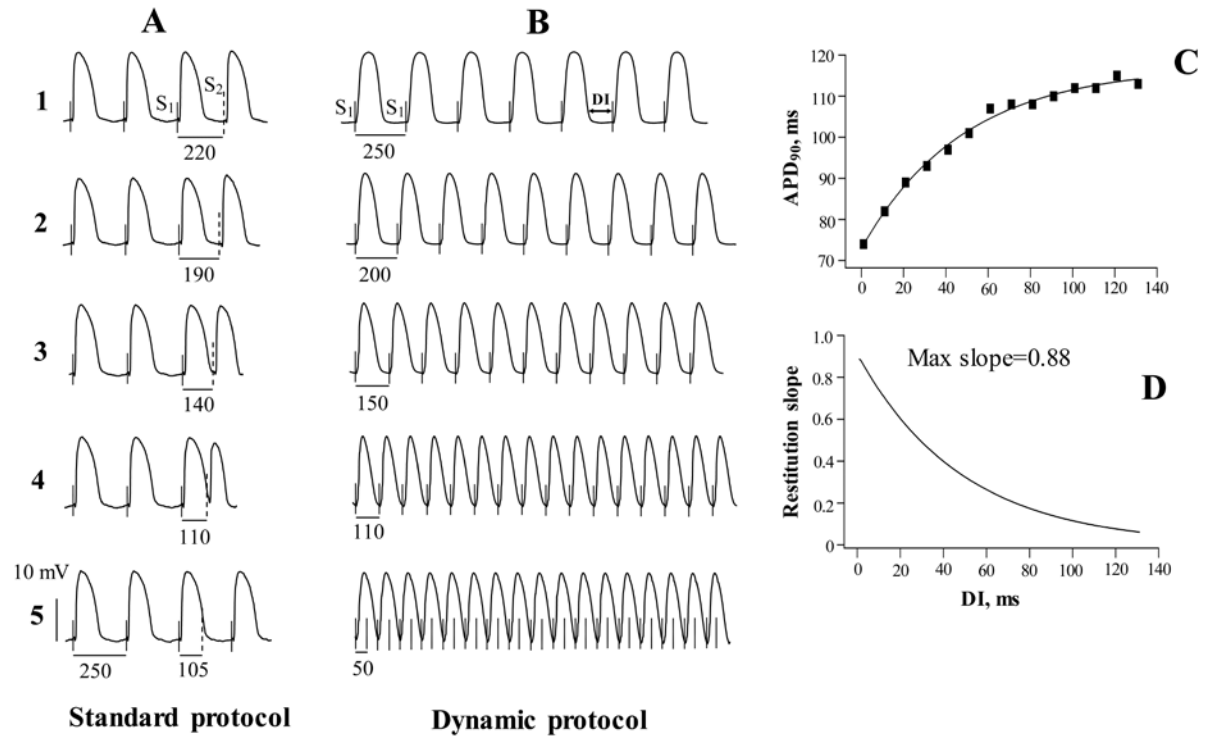 A
B
C
1
S1
S2
220
S1
S1
DI
250
2
190
200
3
140
150
4
110
110
10 mV
5
250
105
50
Standard protocol
Dynamic protocol
APD90, ms
120
110
100
90
80
70
0
20
40
60
80
100
120
140
Max slope=0.88
D
Restitution slope
1.0
0.8
0.6
0.4
0.2
0
0
20
40
60
80
100
120
140
DI, ms